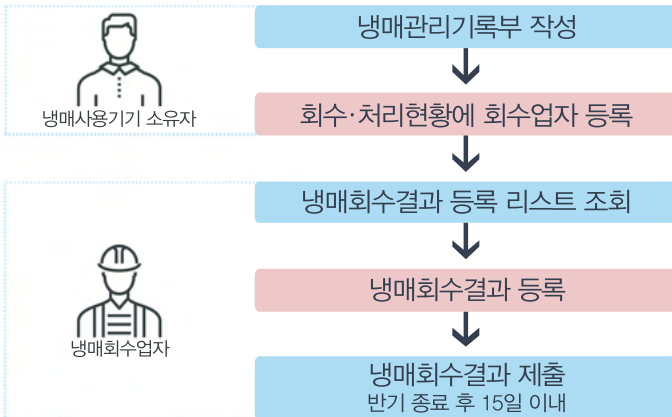 냉매관리기록부 작성
냉매사용기기 소유자
회수·처리현황에 회수업자 등록
냉매회수결과 등록 리스트 조회
냉매회수결과 등록
냉매회수업자
냉매회수결과 제출
반기 종료 후 15일 이내